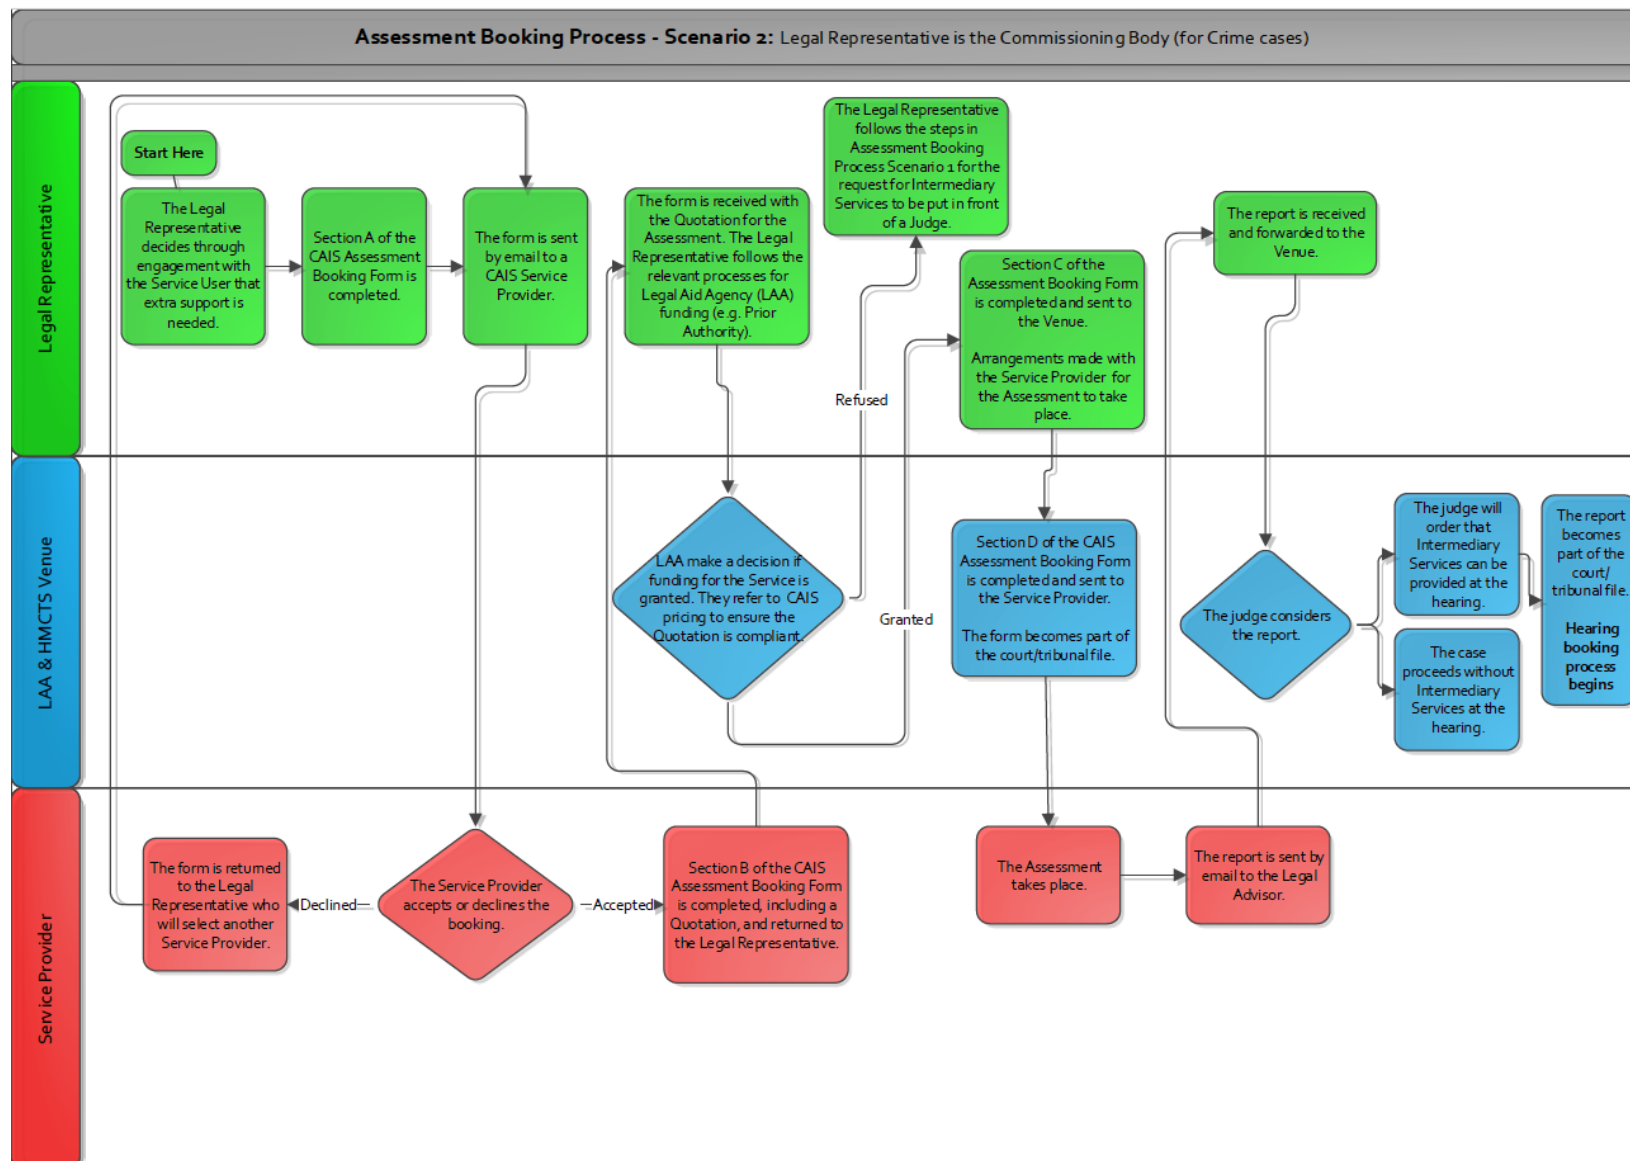 Assessment Booking Process - Scenario 2: Legal Representative is the Commissioning Body (for Crime cases)
Legal Representative
Start Here
The Legal
Representative
decides through
engagement with
the Service User that
extra support is
needed.
Section A of the
CAIS Assessment
Booking Form is
completed.
The form is sent
by email to a
CAIS Service
Provider.
The form is received with
the Quotation for the
Assessment. The Legal
Representative follows the
relevant processes for
Legal Aid Agency (LAA)
funding (e.g. Prior
Authority).
The Legal Representative
follows the steps in
Assessment Booking
Process Scenario 1 for the
request for Intermediary
Services to be put in front
of a Judge.
Refused
Section C of the
Assessment Booking Form
is completed and sent to
the Venue.
Arrangements made with
the Service Provider for
the Assessment to take
place.
The report is received
and forwarded to the
Venue.
LAA & HMCTS Venue
LAA make a decision if
funding for the Service is
granted. They refer to CAIS
pricing to ensure the
Quotation is compliant.
Granted
Section D of the CAIS
Assessment Booking Form
is completed and sent to
the Service Provider.
The form becomes part of
the court/tribunal file.
The judge considers
the report.
The judge will
order that
Intermediary
Services can be
provided at the
hearing.
The case
proceeds without
Intermediary
Services at the
hearing.
The report
becomes
part of the
court/
tribunal file.
Hearing
booking
process
begins
Service Provider
The form is returned
to the Legal
Representative who
will select another
Service Provider.
Declined
The Service Provider
accepts or declines the
booking.
Accepted
Section B of the CAIS
Assessment Booking Form
is completed, including a
Quotation, and returned to
the Legal Representative.
The Assessment
takes place.
The report is sent by
email to the Legal
Advisor.